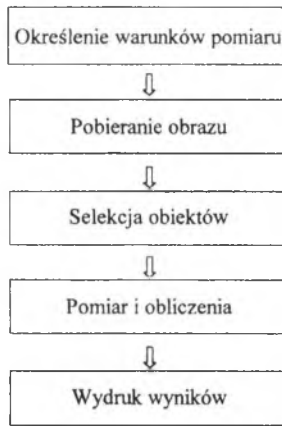 Określenie warunków pomiaru
Pobieranie obrazu
Selekcja obiektów
Pomiar i obliczenia
Wydruk wyników